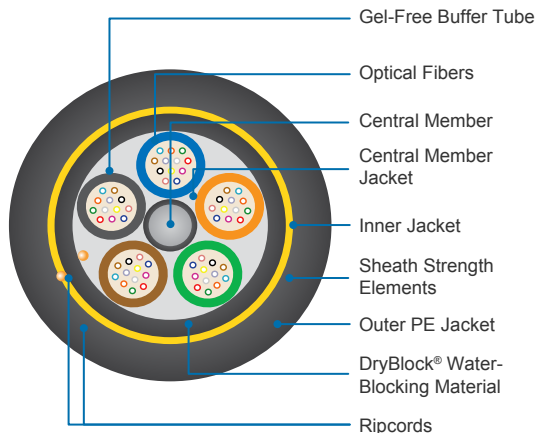 Gel-Free Buffer Tube
Optical Fibers
Central Member
Central Member
Jacket
Inner Jacket
Sheath Strength
Elements
Outer PE Jacket
DryBlock® Water-
Blocking Material
Ripcords